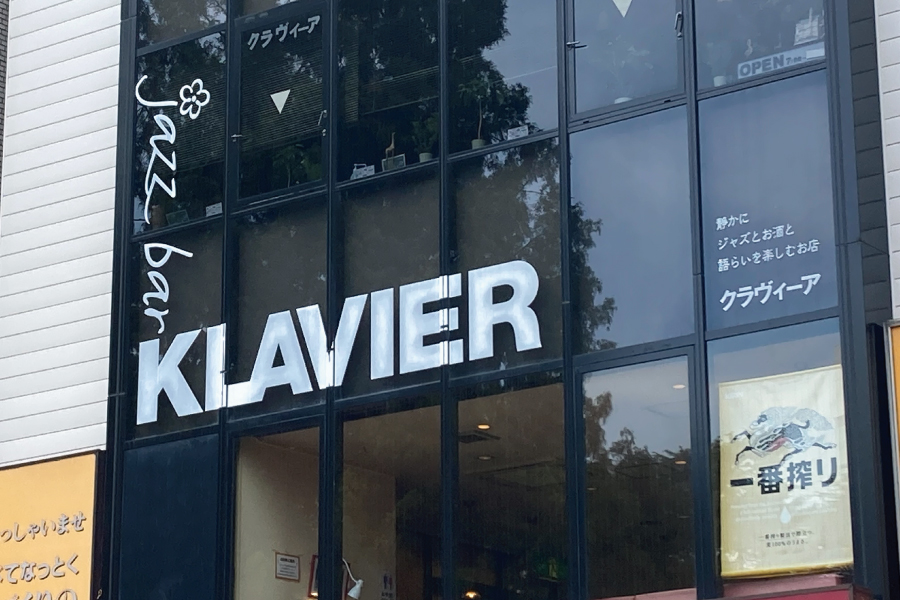 クラヴィーア
OPEN
jazz bar
KLAVIER
静かに
ジャズとお酒と
語らいを楽しむお店
クラヴィーア
一番搾り
っしゃいませ
てなっとく